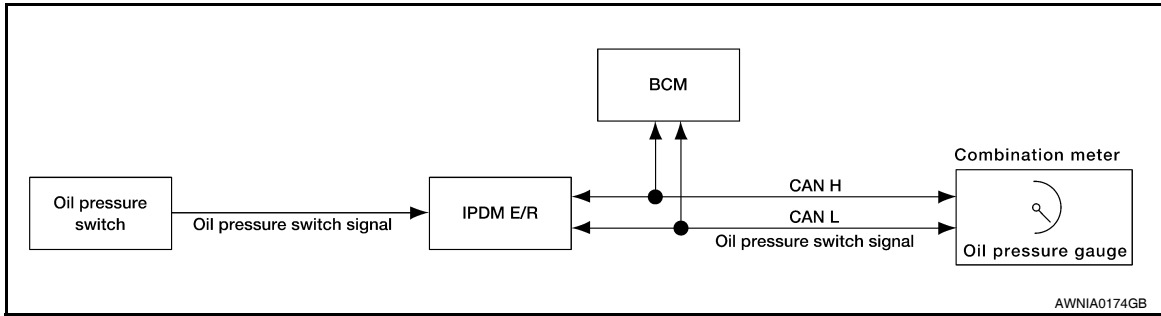 BCM
Combination meter
Oil pressure
switch
Oil pressure switch signal
IPDM E/R
CAN H
CAN L
Oil pressure switch signal
Oil pressure gauge
AWNIA0174GB